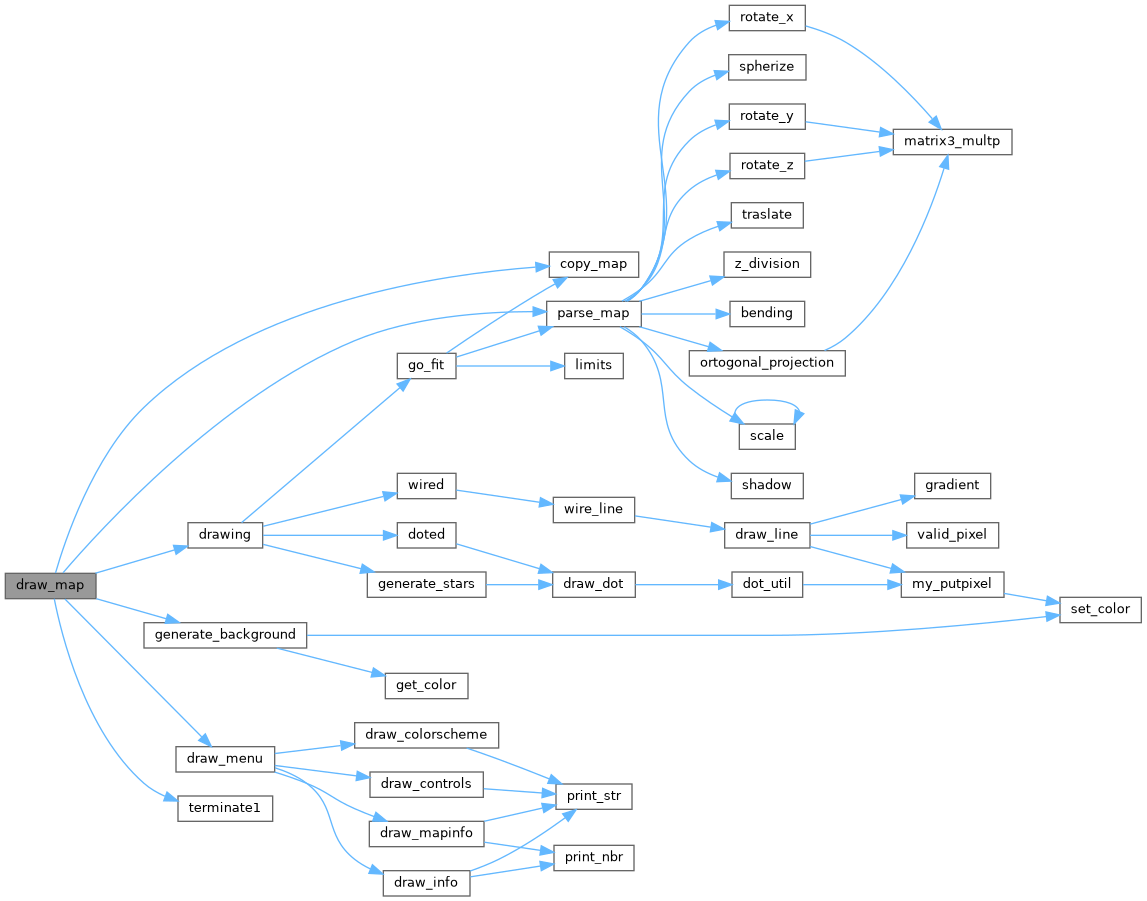 rotate_x
spherize
rotate_y
matrix3_multp
rotate_z
traslate
copy_map
z_division
parse_map
bending
go_fit
limits
ortogonal_projection
scale
wired
shadow
gradient
wire_line
drawing
doted
draw_line
valid_pixel
draw_map
generate_stars
draw_dot
dot_util
my_putpixel
set_color
generate_background
get_color
draw_colorscheme
draw_menu
draw_controls
print_str
terminate1
draw_mapinfo
print_nbr
draw_info